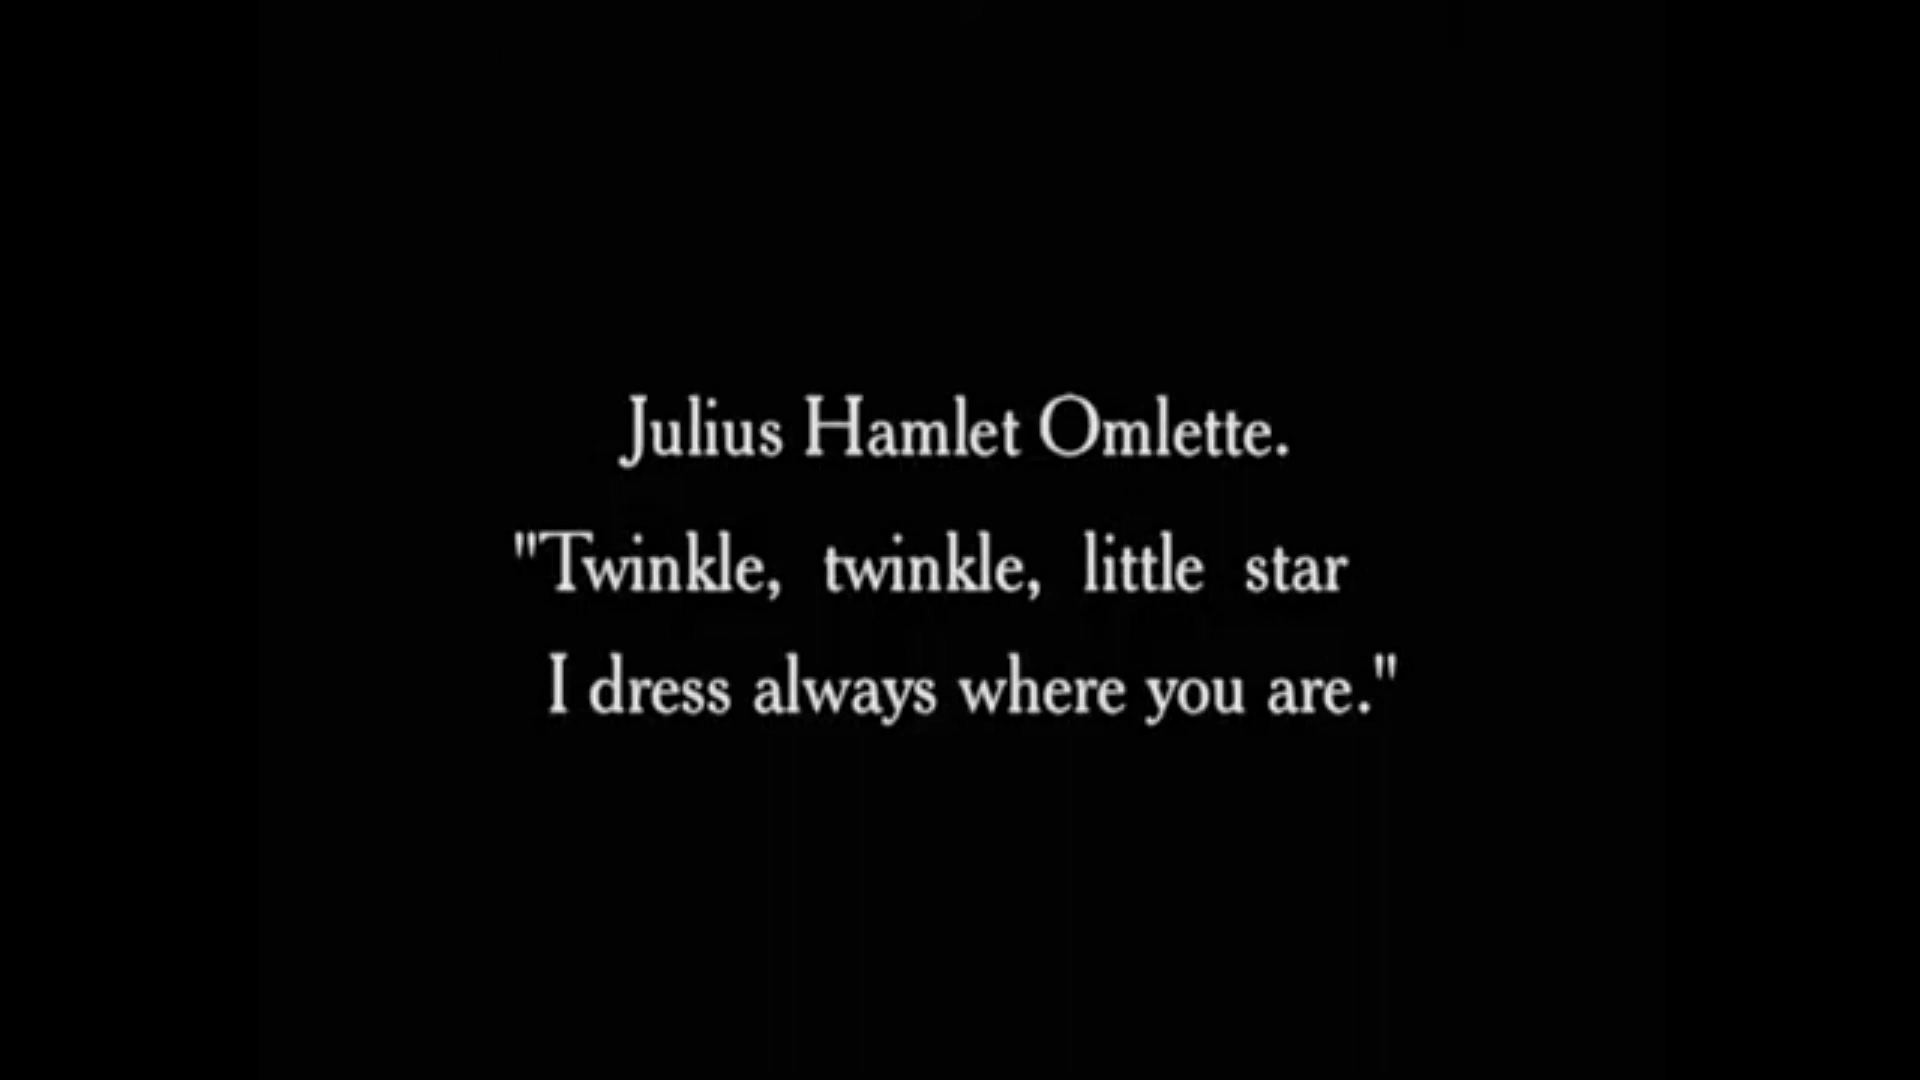 Julius Hamlet Omlette.
"Twinkle, twinkle, little star
I dress always where you are."